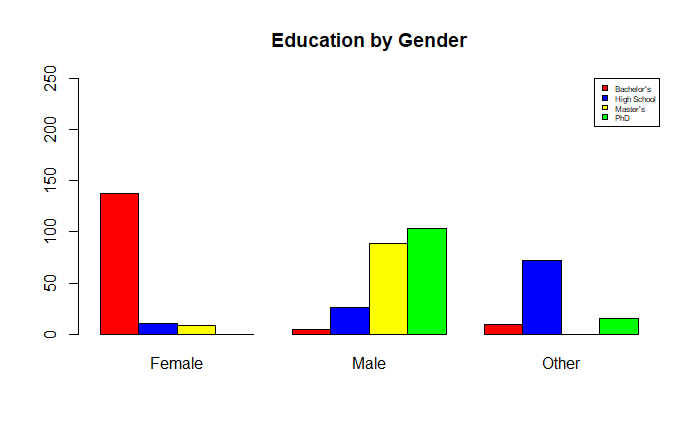 Education by Gender
250
200
150
100
50
0
Bachelor's
High School
Master's
PhD
Female Male Other